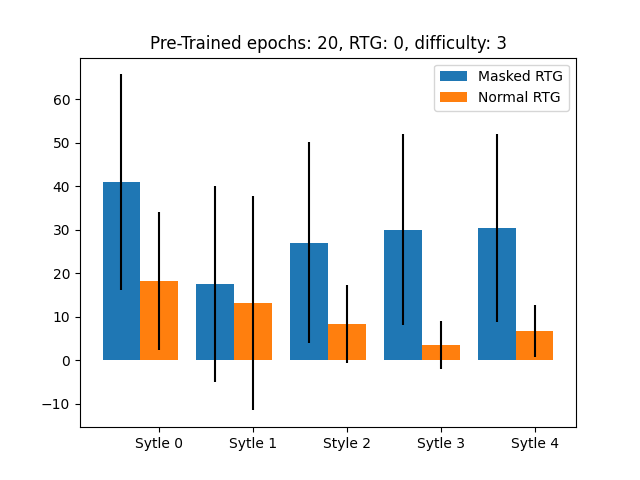 Pre-Trained epochs: 20, RTG: 0, difficulty: 3
Masked RTG
Normal RTG
60
50
40
30
20
10
0
−10
Sytle 0
Sytle 1
Style 2
Sytle 3
Sytle 4